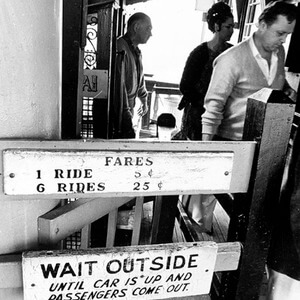 FARES
1 RIDE 5¢
6 RIDES 25¢
WAIT OUTSIDE
UNTIL CAR IS UP AND
PASSENGERS COME OUT.